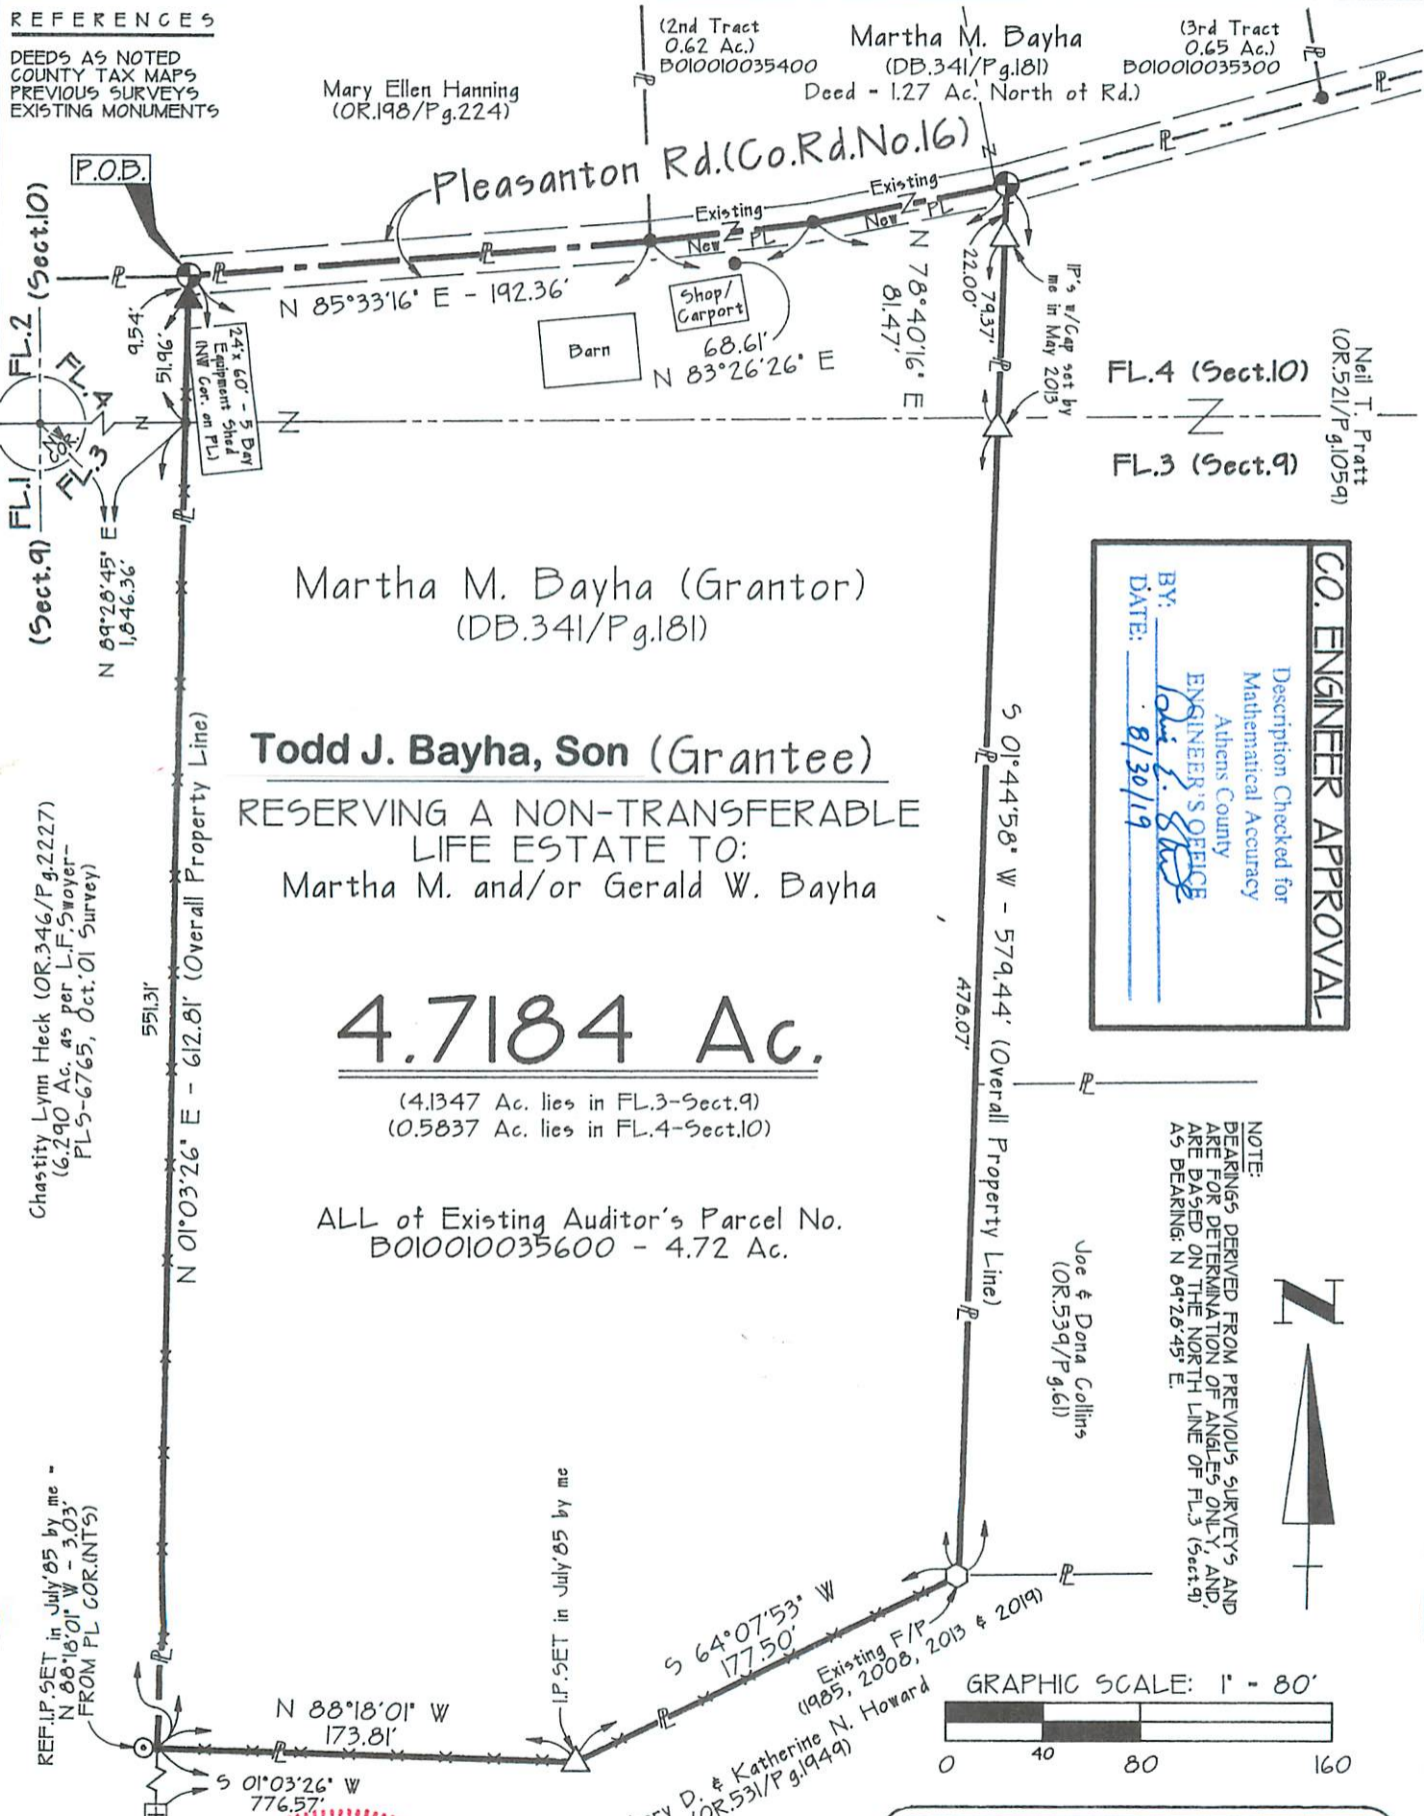 REFERENCES
DEEDS AS NOTED
COUNTY TAX MAPS
PREVIOUS SURVEYS
EXISTING MONUMENTS
Mary Ellen Hanning
(OR.198/Pg.224)
(2nd Tract
0.62 Ac.)
B010010035400
Martha M. Bayha
(DB.341/Pg.181)
Deed - 1.27 Ac. North of Rd.)
(3rd Tract
0.65 Ac.)
B010010035300
P.O.B.
Pleasanton Rd.(Co.Rd.No.16)
Existing
New PL
Existing
New PL
N 85°33'16" E - 192.36'
Barn
Shop/
Carport
68.61'
N 83°26'26" E
N 78°40'16" E
81.47'
22.00'
79.37'
IP's w/Cap set by
me in May 2013
Neil T. Pratt
(OR.521/Pg.1059)
9.54'
51.96'
24'x 60' - 5 Bay
Equipment Shed
(NW Cor. on PL)
FL.1 FL.2 (Sect.10)
(Sect.9)
FL.4
FL.3
NW
COR.
N 89°28'45" E
1,846.36'
FL.4 (Sect.10)
FL.3 (Sect.9)
Martha M. Bayha (Grantor)
(DB.341/Pg.181)
Todd J. Bayha, Son (Grantee)
RESERVING A NON-TRANSFERABLE
LIFE ESTATE TO:
Martha M. and/or Gerald W. Bayha
4.7184 Ac.
(4.1347 Ac. lies in FL.3-Sect.9)
(0.5837 Ac. lies in FL.4-Sect.10)
ALL of Existing Auditor's Parcel No.
B010010035600 - 4.72 Ac.
CO. ENGINEER APPROVAL
Description Checked for
Mathematical Accuracy
Athens County
ENGINEER'S OFFICE
BY:
DATE: 8/30/19
Chastity Lynn Heck (OR.346/Pg.2227)
(6.290 Ac. as per L.F.Swoyer-
PLS-6765, Oct.'01 Survey)
551.31'
N 01°03'26" E - 612.81' (Overall Property Line)
S 01°44'58" W - 579.44' (Overall Property Line)
478.07'
NOTE:
BEARINGS DERIVED FROM PREVIOUS SURVEYS AND
ARE FOR DETERMINATION OF ANGLES ONLY, AND,
ARE BASED ON THE NORTH LINE OF FL.3 (Sect.9)
AS BEARING: N 89°28'45" E.
N
Joe & Dona Collins
(OR.539/Pg.61)
REF.I.P.SET in July'85 by me -
N 88°18'01" W - 3.03'
FROM PL COR.(NTS)
I.P.SET in July'85 by me
S 64°07'53" W
177.50'
Existing F/P
(1985, 2008, 2013 & 2019)
N 88°18'01" W
173.81'
S 01°03'26" W
776.57'
D. & Katherine N. Howard
(OR.531/Pg.1949)
GRAPHIC SCALE: 1" - 80'
0 40 80 160